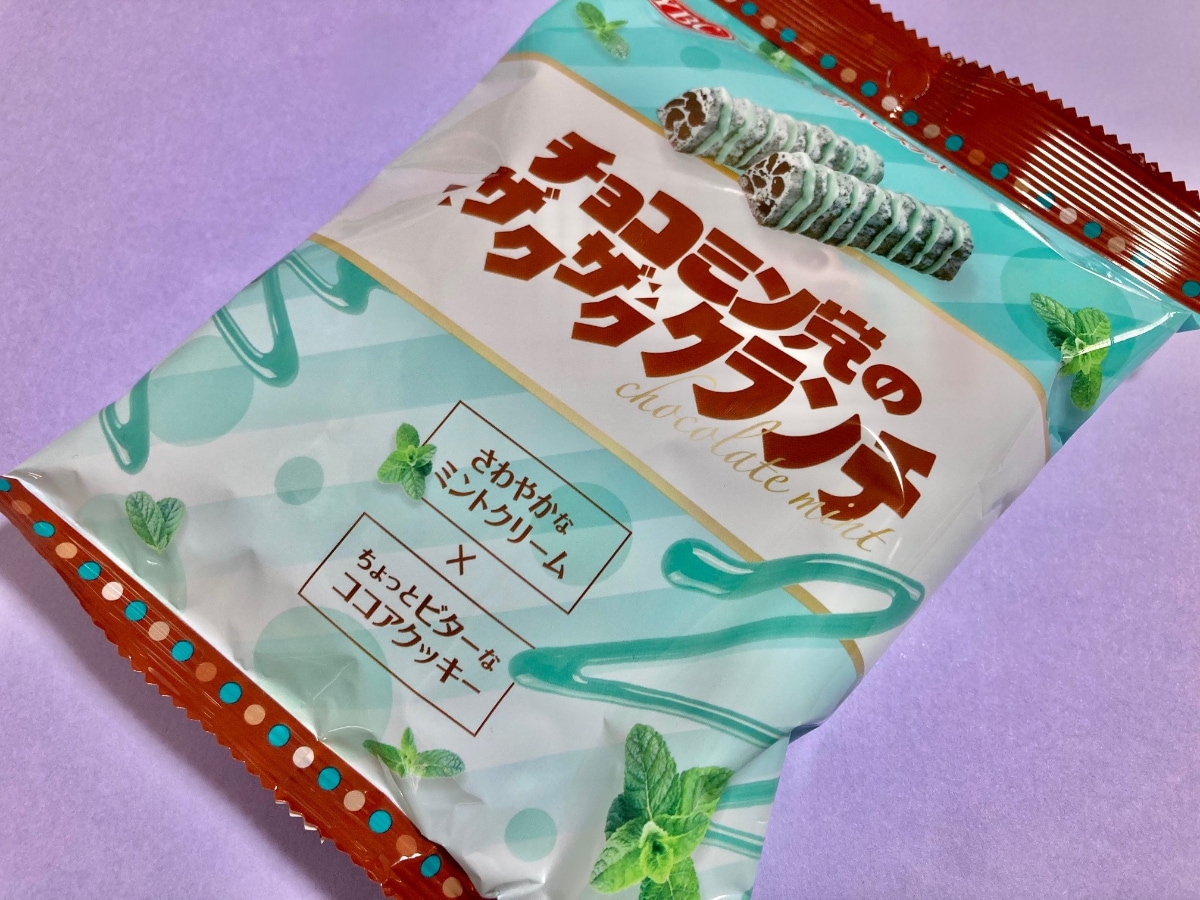 YBC
チョコミン党の
ザクザク
クランチ
chocolate mint
さわやかな
ミントクリーム
×
ちょっとビターな
ココアクッキー